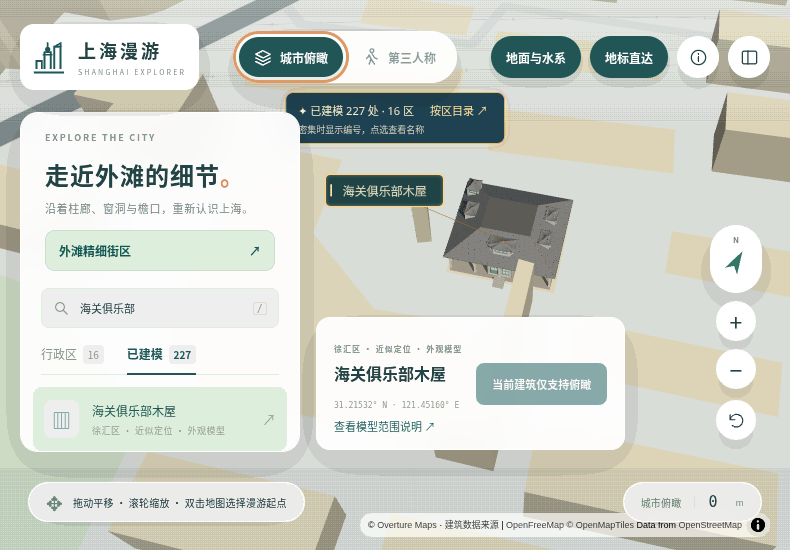 上海漫游
SHANGHAI EXPLORER
城市俯瞰
第三人称
地面与水系
地标直达
✦ 已建模 227 处 · 16 区 按区目录 ↗
密集时显示编号，点选查看名称
EXPLORE THE CITY
走近外滩的细节。
沿着柱廊、窗洞与檐口，重新认识上海。
外滩精细街区 ↗
海关俱乐部 /
行政区 16 已建模 227
海关俱乐部木屋
徐汇区 · 近似定位 · 外观模型
↗
海关俱乐部木屋
N
+
−
徐汇区 · 近似定位 · 外观模型
海关俱乐部木屋
当前建筑仅支持俯瞰
31.21532° N · 121.45160° E
查看模型范围说明 ↗
拖动平移 · 滚轮缩放 · 双击地图选择漫游起点
城市俯瞰 0 m
© Overture Maps · 建筑数据来源 | OpenFreeMap © OpenMapTiles Data from OpenStreetMap